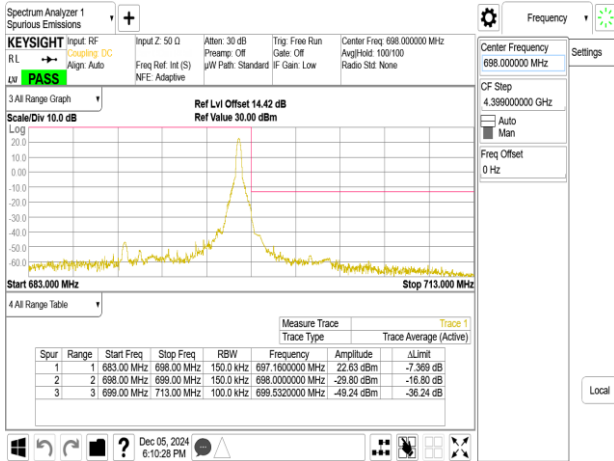 Spectrum Analyzer 1
Spurious Emissions
Frequency
KEYSIGHT
RL
LXI
PASS
Input: RF
Coupling: DC
Align: Auto
Input Z: 50 Ω
Freq Ref: Int (S)
NFE: Adaptive
Atten: 30 dB
Preamp: Off
µW Path: Standard
Trig: Free Run
Gate: Off
IF Gain: Low
Center Freq: 698.000000 MHz
Avg|Hold: 100/100
Radio Std: None
Center Frequency
698.000000 MHz
Settings
CF Step
4.399000000 GHz
Auto
Man
Freq Offset
0 Hz
3 All Range Graph
Scale/Div 10.0 dB
Ref Lvl Offset 14.42 dB
Ref Value 30.00 dBm
Log
20.0
10.0
0.00
-10.0
-20.0
-30.0
-40.0
-50.0
-60.0
Start 683.000 MHz
Stop 713.000 MHz
4 All Range Table
Measure Trace Trace 1
Trace Type Trace Average (Active)
Spur Range Start Freq Stop Freq RBW Frequency Amplitude ΔLimit
1 1 683.00 MHz 698.00 MHz 150.0 kHz 697.1600000 MHz 22.63 dBm -7.369 dB
2 2 698.00 MHz 699.00 MHz 150.0 kHz 698.0000000 MHz -29.80 dBm -16.80 dB
3 3 699.00 MHz 713.00 MHz 100.0 kHz 699.5320000 MHz -49.24 dBm -36.24 dB
Local
Dec 05, 2024
6:10:28 PM